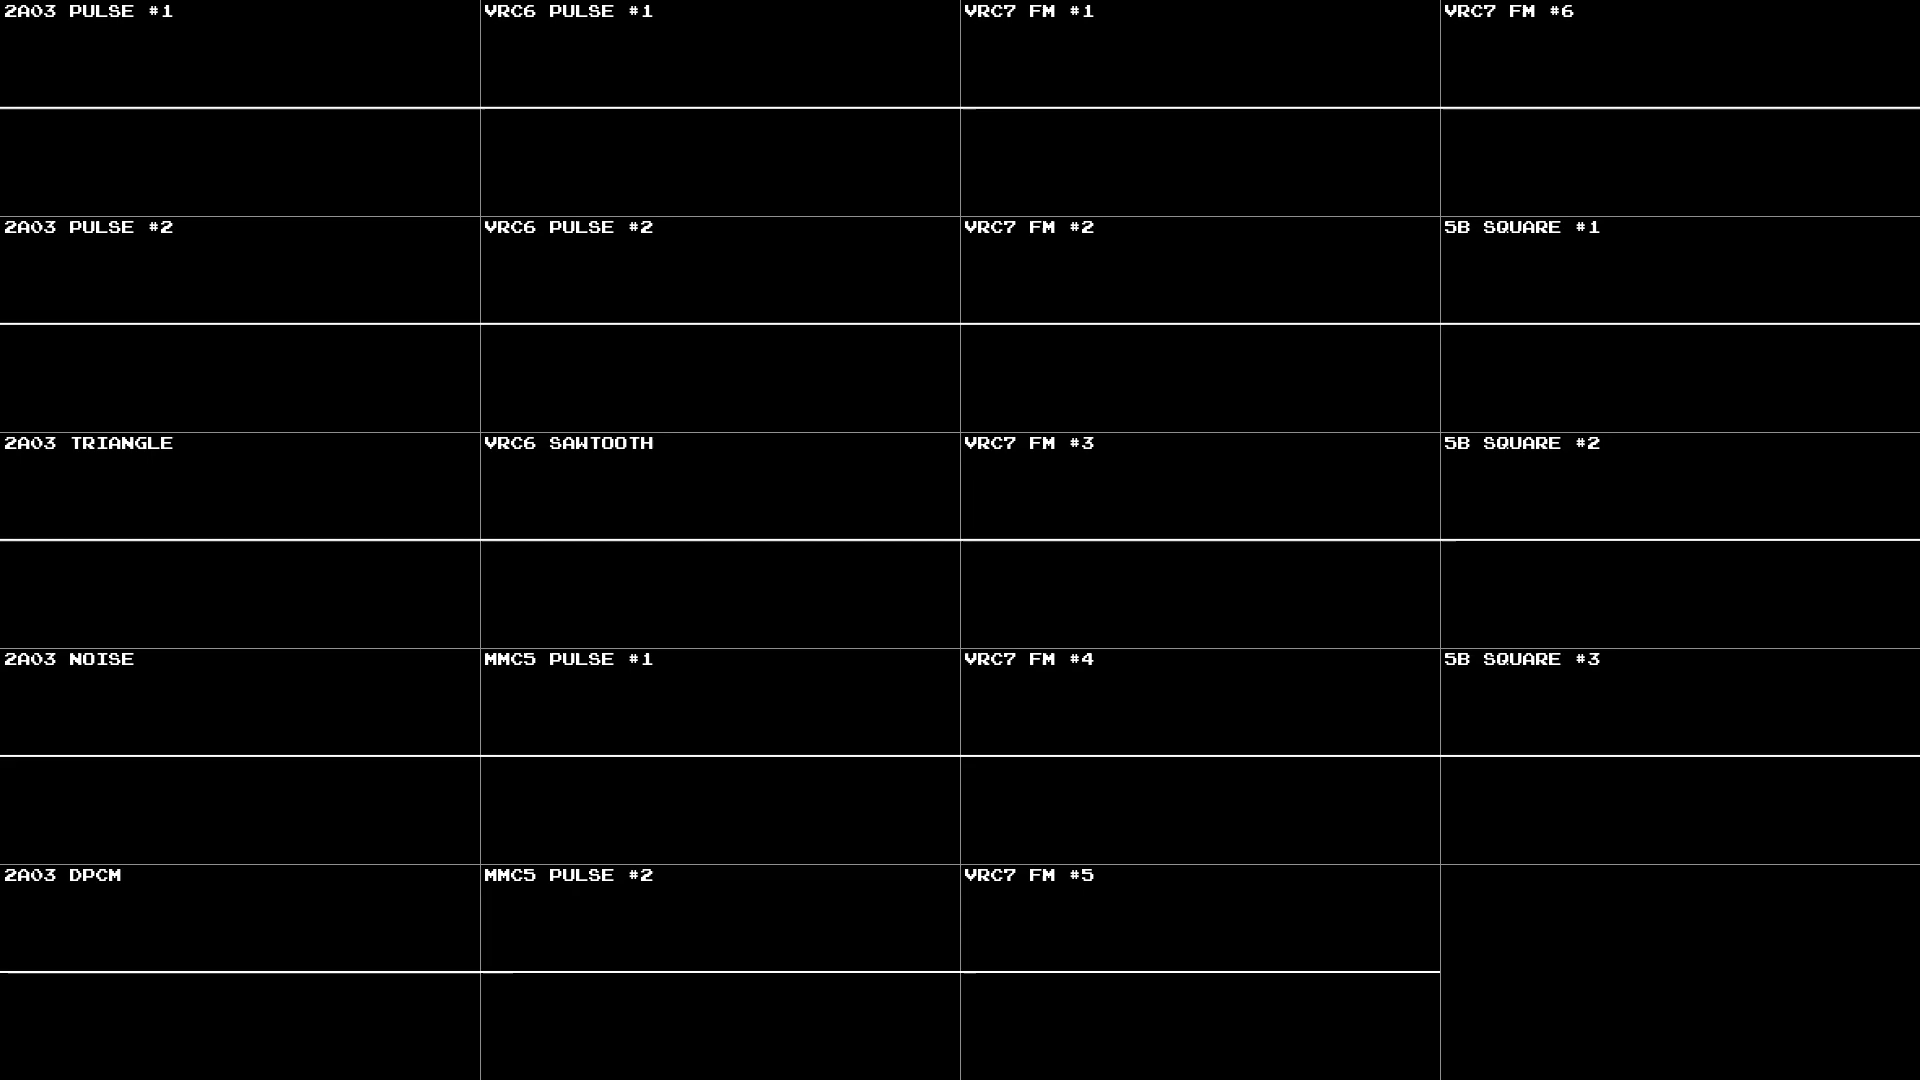 2A03 PULSE #1
VRC6 PULSE #1
VRC7 FM #1
VRC7 FM #6
2A03 PULSE #2
VRC6 PULSE #2
VRC7 FM #2
5B SQUARE #1
2A03 TRIANGLE
VRC6 SAWTOOTH
VRC7 FM #3
5B SQUARE #2
2A03 NOISE
MMC5 PULSE #1
VRC7 FM #4
5B SQUARE #3
2A03 DPCM
MMC5 PULSE #2
VRC7 FM #5